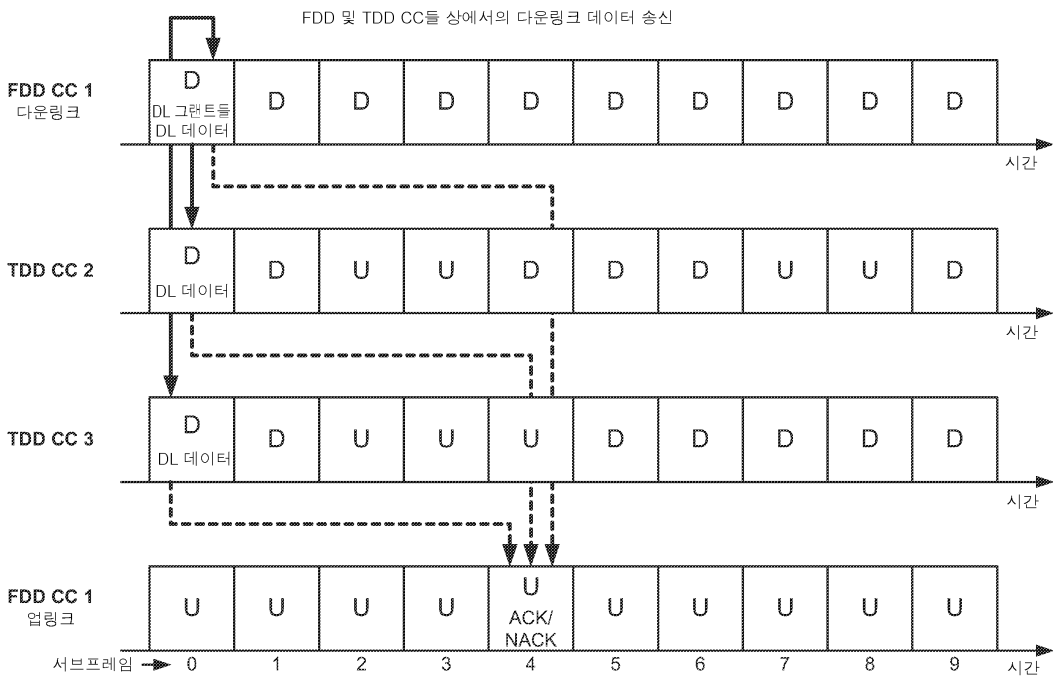 FDD 및 TDD CC들 상에서의 다운링크 데이터 송신
FDD CC 1
다운링크
D D D D D D D D D D
DL 그랜트들
DL 데이터
시간
TDD CC 2
D D U U D D D U U D
DL 데이터
시간
TDD CC 3
D D U U U D D D D D
DL 데이터
시간
FDD CC 1
업링크
U U U U U U U U U U
ACK/
NACK
서브프레임 0 1 2 3 4 5 6 7 8 9
시간